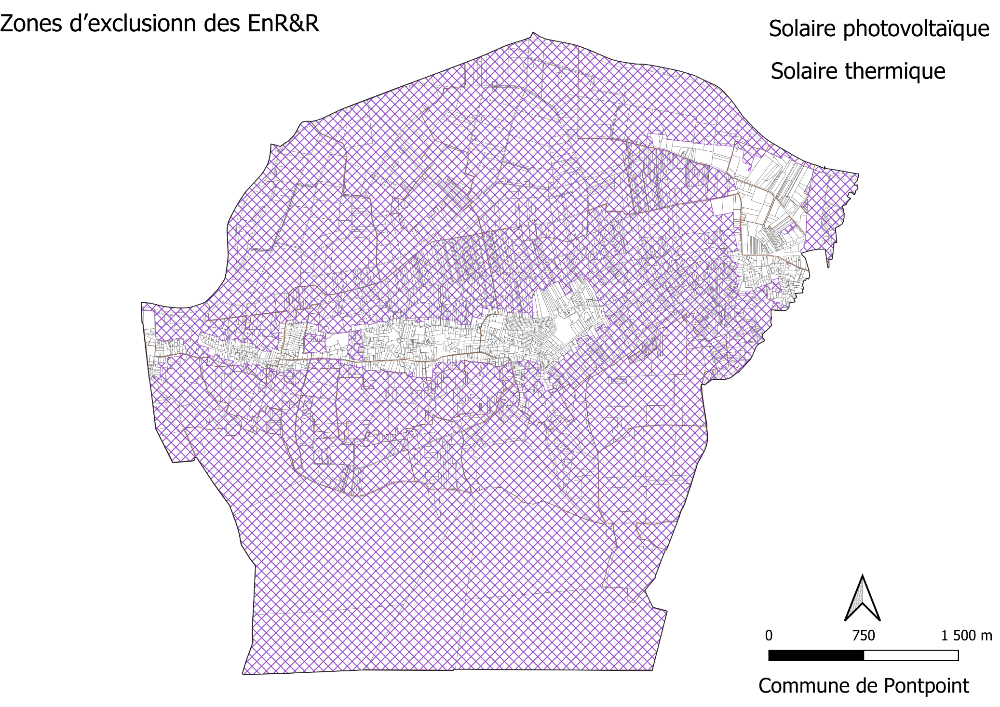 Zones d’exclusionn des EnR&R
Solaire photovoltaïque
Solaire thermique
0 750 1 500 m
Commune de Pontpoint